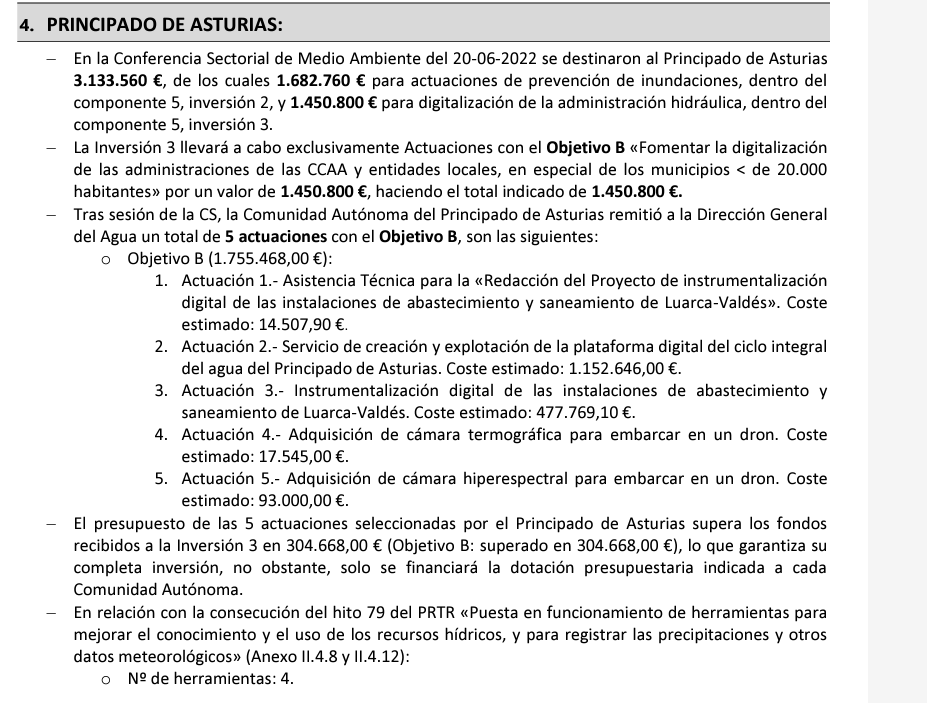 4. PRINCIPADO DE ASTURIAS:
– En la Conferencia Sectorial de Medio Ambiente del 20-06-2022 se destinaron al Principado de Asturias
3.133.560 €, de los cuales 1.682.760 € para actuaciones de prevención de inundaciones, dentro del
componente 5, inversión 2, y 1.450.800 € para digitalización de la administración hidráulica, dentro del
componente 5, inversión 3.
– La Inversión 3 llevará a cabo exclusivamente Actuaciones con el Objetivo B «Fomentar la digitalización
de las administraciones de las CCAA y entidades locales, en especial de los municipios < de 20.000
habitantes» por un valor de 1.450.800 €, haciendo el total indicado de 1.450.800 €.
– Tras sesión de la CS, la Comunidad Autónoma del Principado de Asturias remitió a la Dirección General
del Agua un total de 5 actuaciones con el Objetivo B, son las siguientes:
o Objetivo B (1.755.468,00 €):
1. Actuación 1.- Asistencia Técnica para la «Redacción del Proyecto de instrumentalización
digital de las instalaciones de abastecimiento y saneamiento de Luarca-Valdés». Coste
estimado: 14.507,90 €.
2. Actuación 2.- Servicio de creación y explotación de la plataforma digital del ciclo integral
del agua del Principado de Asturias. Coste estimado: 1.152.646,00 €.
3. Actuación 3.- Instrumentalización digital de las instalaciones de abastecimiento y
saneamiento de Luarca-Valdés. Coste estimado: 477.769,10 €.
4. Actuación 4.- Adquisición de cámara termográfica para embarcar en un dron. Coste
estimado: 17.545,00 €.
5. Actuación 5.- Adquisición de cámara hiperespectral para embarcar en un dron. Coste
estimado: 93.000,00 €.
– El presupuesto de las 5 actuaciones seleccionadas por el Principado de Asturias supera los fondos
recibidos a la Inversión 3 en 304.668,00 € (Objetivo B: superado en 304.668,00 €), lo que garantiza su
completa inversión, no obstante, solo se financiará la dotación presupuestaria indicada a cada
Comunidad Autónoma.
– En relación con la consecución del hito 79 del PRTR «Puesta en funcionamiento de herramientas para
mejorar el conocimiento y el uso de los recursos hídricos, y para registrar las precipitaciones y otros
datos meteorológicos» (Anexo II.4.8 y II.4.12):
o Nº de herramientas: 4.